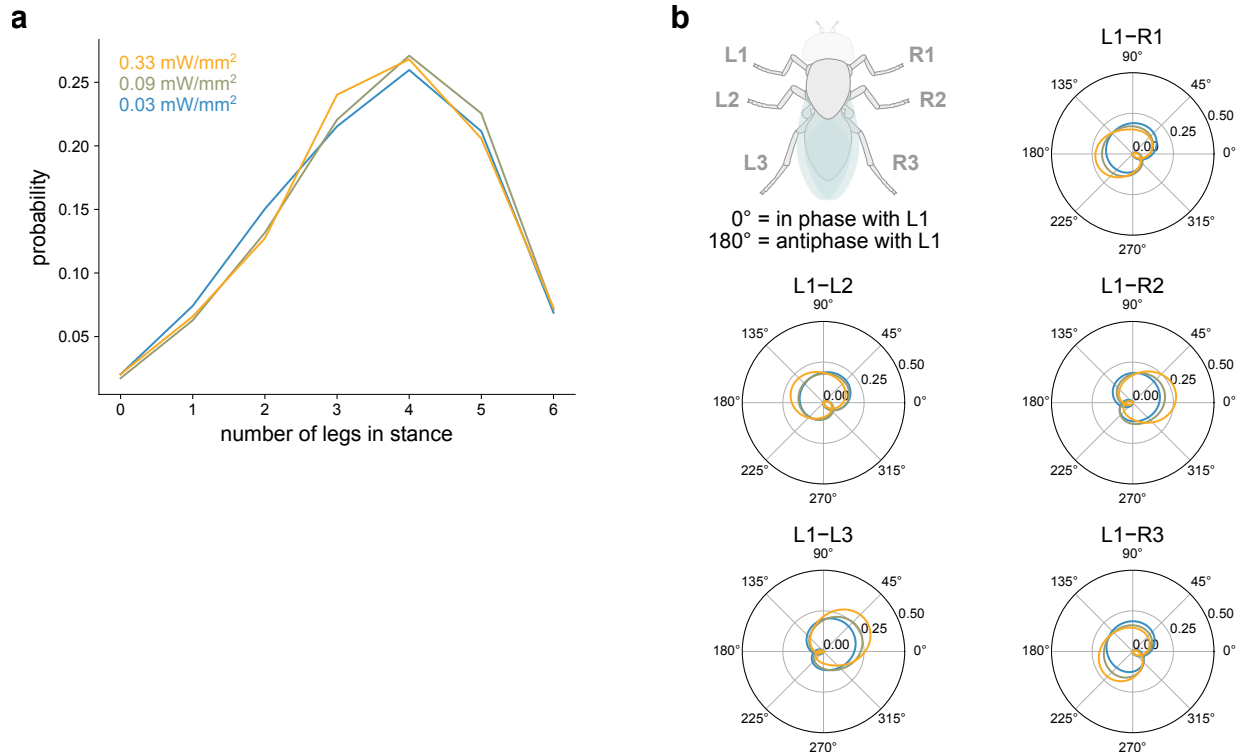 a
0.33 mW/mm²
0.09 mW/mm²
0.03 mW/mm²
probability
0.25
0.20
0.15
0.10
0.05
0 1 2 3 4 5 6
number of legs in stance
b
L1 R1
L2 R2
L3 R3
0° = in phase with L1
180° = antiphase with L1
L1−R1
90°
135° 45°
0.50
0.25
0.00
180° 0°
225° 315°
270°
L1−L2
90°
135° 45°
0.50
0.25
0.00
180° 0°
225° 315°
270°
L1−R2
90°
135° 45°
0.50
0.25
0.00
180° 0°
225° 315°
270°
L1−L3
90°
135° 45°
0.50
0.25
0.00
180° 0°
225° 315°
270°
L1−R3
90°
135° 45°
0.50
0.25
0.00
180° 0°
225° 315°
270°